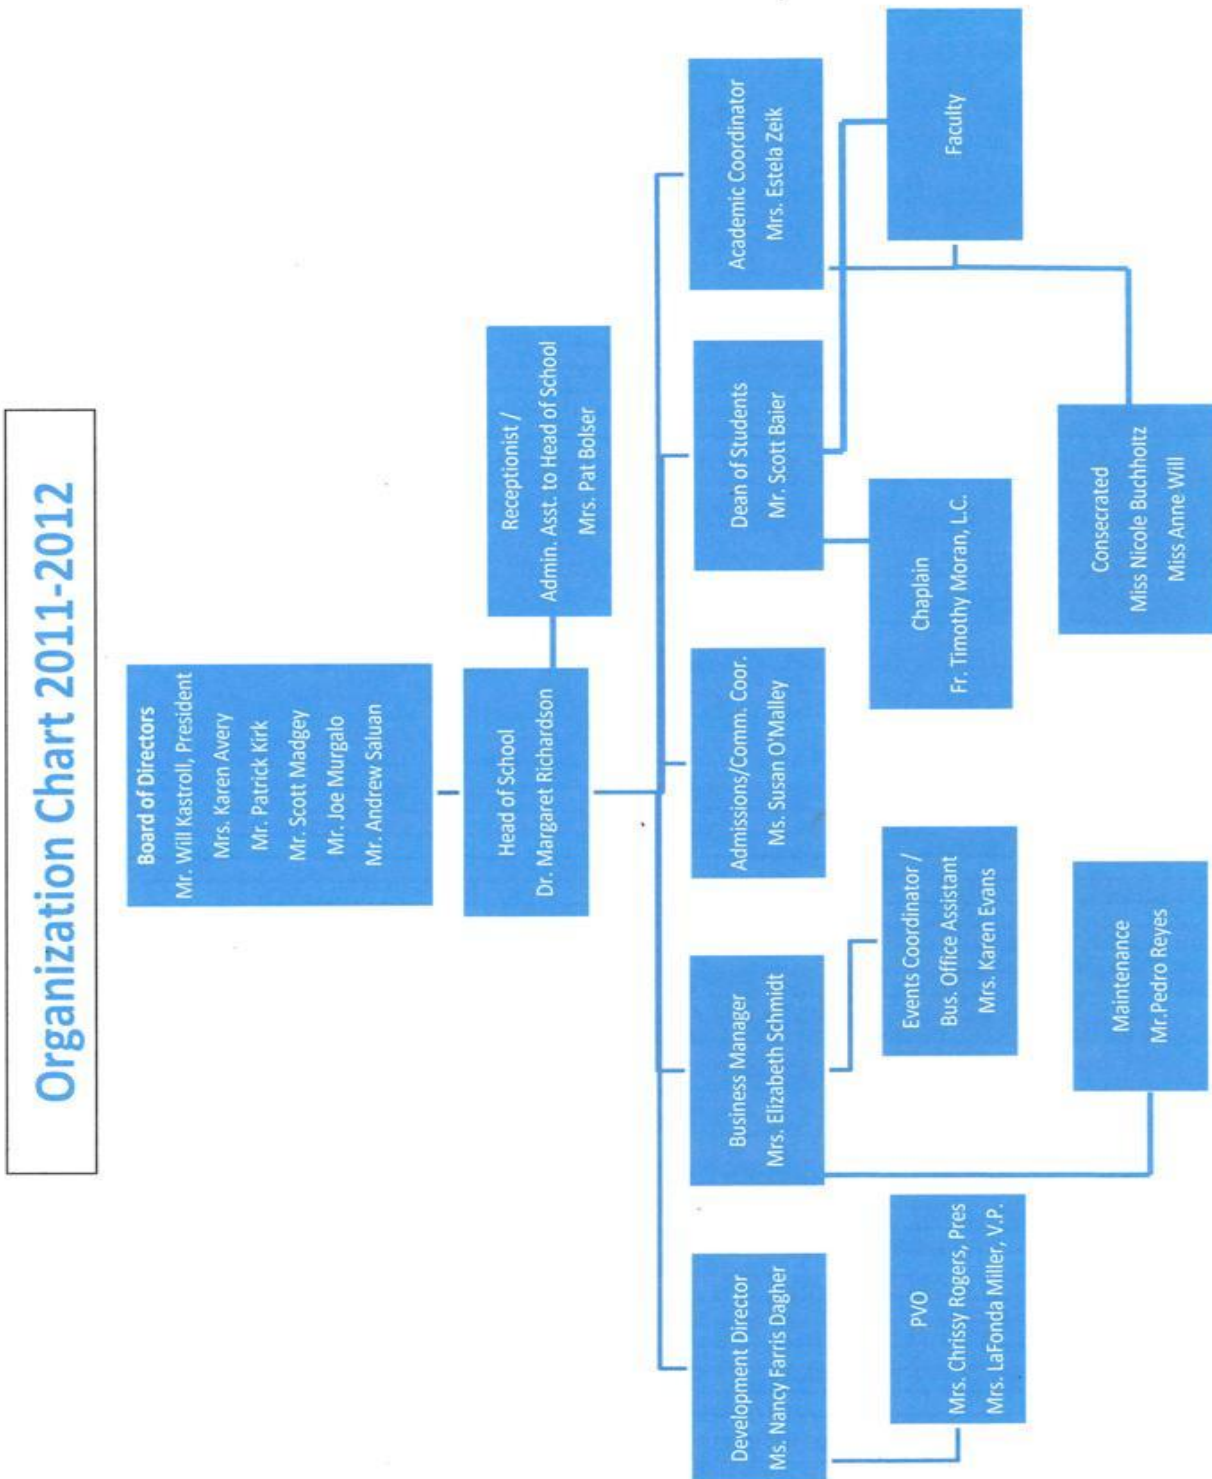 Organization Chart 2011-2012
Board of Directors
Mr. Will Kastroll, President
Mrs. Karen Avery
Mr. Patrick Kirk
Mr. Scott Madgey
Mr. Joe Murgalo
Mr. Andrew Saluan
Head of School
Dr. Margaret Richardson
Receptionist /
Admin. Asst. to Head of School
Mrs. Pat Bolser
Development Director
Ms. Nancy Farris Dagher
Business Manager
Mrs. Elizabeth Schmidt
Admissions/Comm. Coor.
Ms. Susan O'Malley
Dean of Students
Mr. Scott Baier
Academic Coordinator
Mrs. Estela Zeik
PVO
Mrs. Chrissy Rogers, Pres
Mrs. LaFonda Miller, V.P.
Events Coordinator /
Bus. Office Assistant
Mrs. Karen Evans
Chaplain
Fr. Timothy Moran, L.C.
Faculty
Maintenance
Mr.Pedro Reyes
Consecrated
Miss Nicole Buchholtz
Miss Anne Will